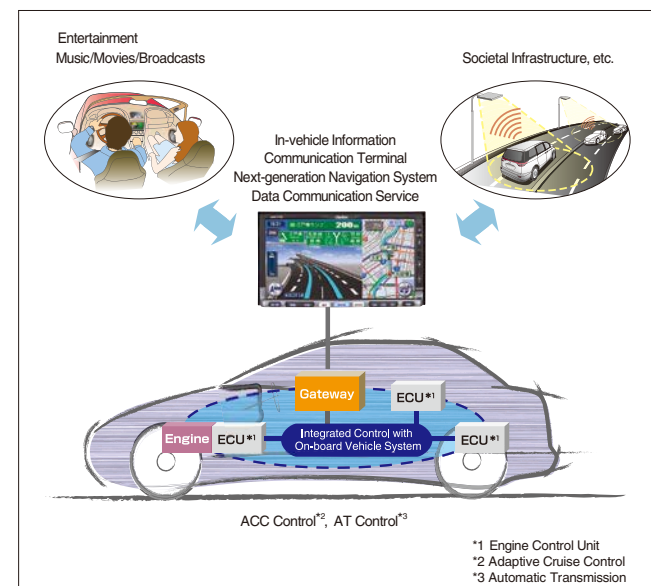 Entertainment
Music/Movies/Broadcasts
Societal Infrastructure, etc.
In-vehicle Information
Communication Terminal
Next-generation Navigation System
Data Communication Service
Gateway
ECU*1
Engine
ECU*1
Integrated Control with
On-board Vehicle System
ECU*1
ACC Control*2, AT Control*3
*1 Engine Control Unit
*2 Adaptive Cruise Control
*3 Automatic Transmission